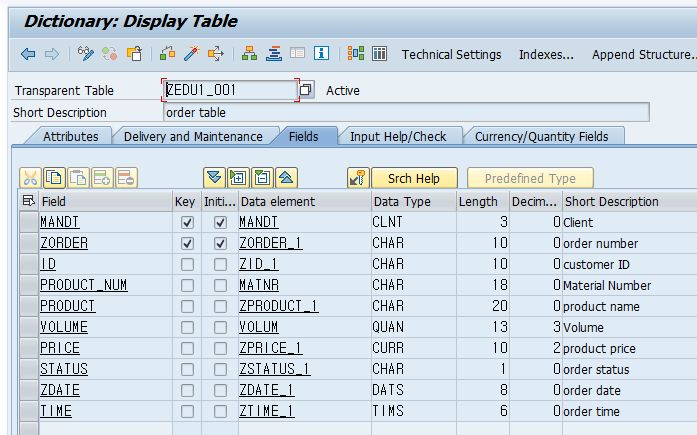 Dictionary: Display Table
Technical Settings Indexes... Append Structure...
Transparent Table ZEDU1_001 Active
Short Description order table
Attributes Delivery and Maintenance Fields Input Help/Check Currency/Quantity Fields
Srch Help Predefined Type
Field Key Initi... Data element Data Type Length Decim... Short Description
MANDT MANDT CLNT 3 0 Client
ZORDER ZORDER_1 CHAR 10 0 order number
ID ZID_1 CHAR 10 0 customer ID
PRODUCT_NUM MATNR CHAR 18 0 Material Number
PRODUCT ZPRODUCT_1 CHAR 20 0 product name
VOLUME VOLUM QUAN 13 3 Volume
PRICE ZPRICE_1 CURR 10 2 product price
STATUS ZSTATUS_1 CHAR 1 0 order status
ZDATE ZDATE_1 DATS 8 0 order date
TIME ZTIME_1 TIMS 6 0 order time